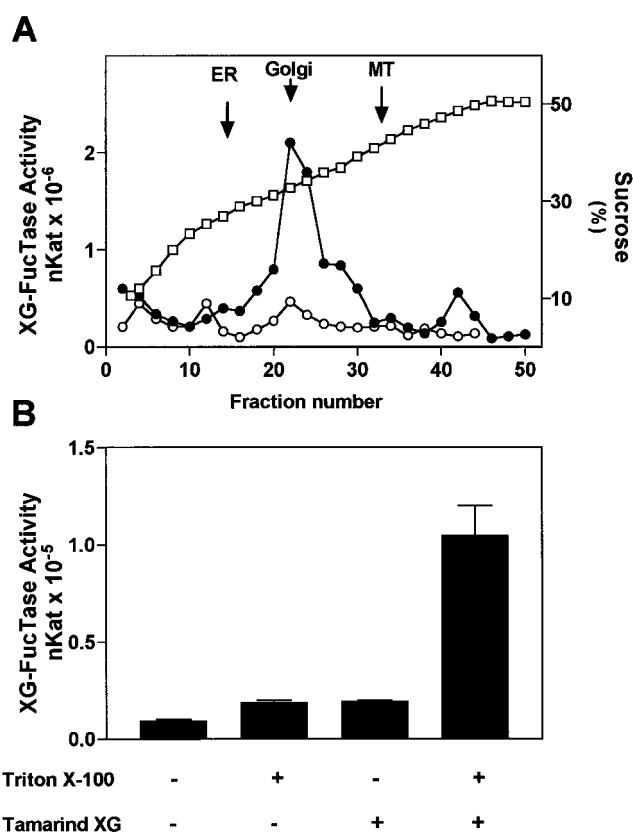 A
ER Golgi MT
XG-FucTase Activity
nKat x 10-6
2
1
0
50
30
10
Sucrose
(%)
0 10 20 30 40 50
Fraction number
B
XG-FucTase Activity
nKat x 10-5
1.5
1.0
0.5
0.0
Triton X-100 - + - +
Tamarind XG - - + +